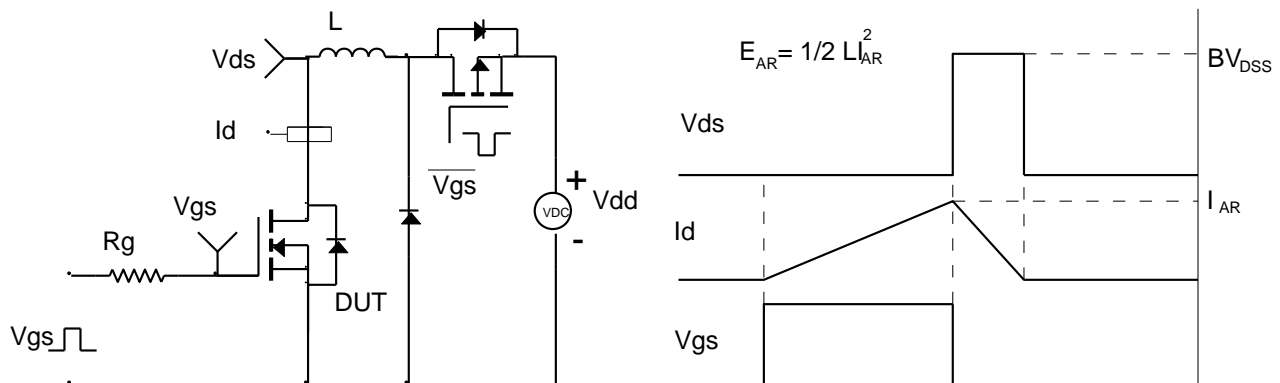 L
Vds
Id
Vgs
Vgs
Rg
DUT
Vgs
VDC
+
-
Vdd
E_AR= 1/2 LI_AR^2
Vds
BV_DSS
Id
I_AR
Vgs